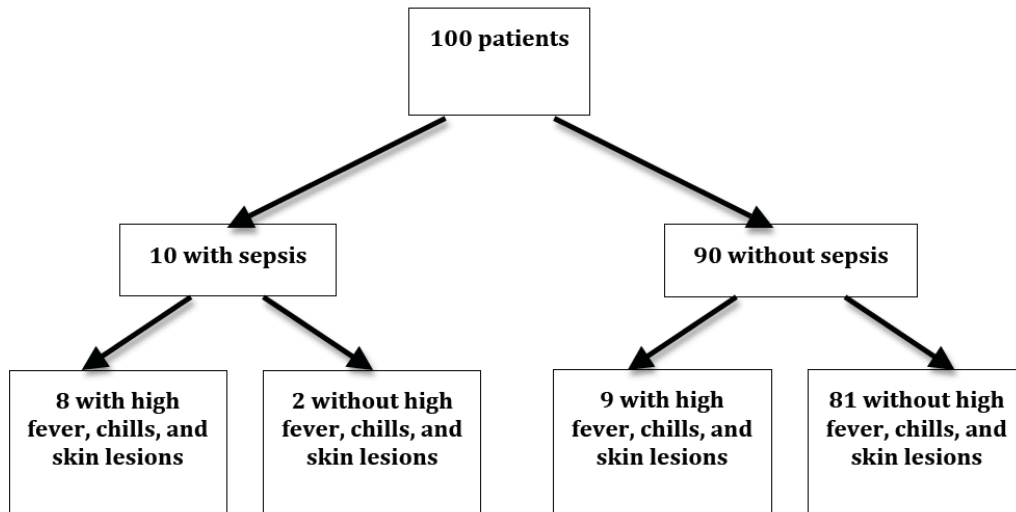 100 patients
10 with sepsis
90 without sepsis
8 with high
fever, chills, and
skin lesions
2 without high
fever, chills, and
skin lesions
9 with high
fever, chills, and
skin lesions
81 without high
fever, chills, and
skin lesions